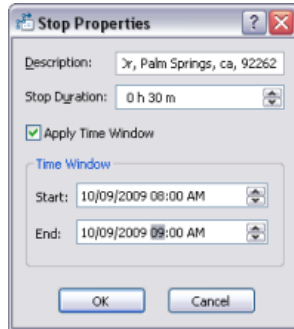 Stop Properties
Description: Or, Palm Springs, ca, 92262
Stop Duration: 0 h 30 m
Apply Time Window
Time Window
Start: 10/09/2009 08:00 AM
End: 10/09/2009 09:00 AM
OK Cancel